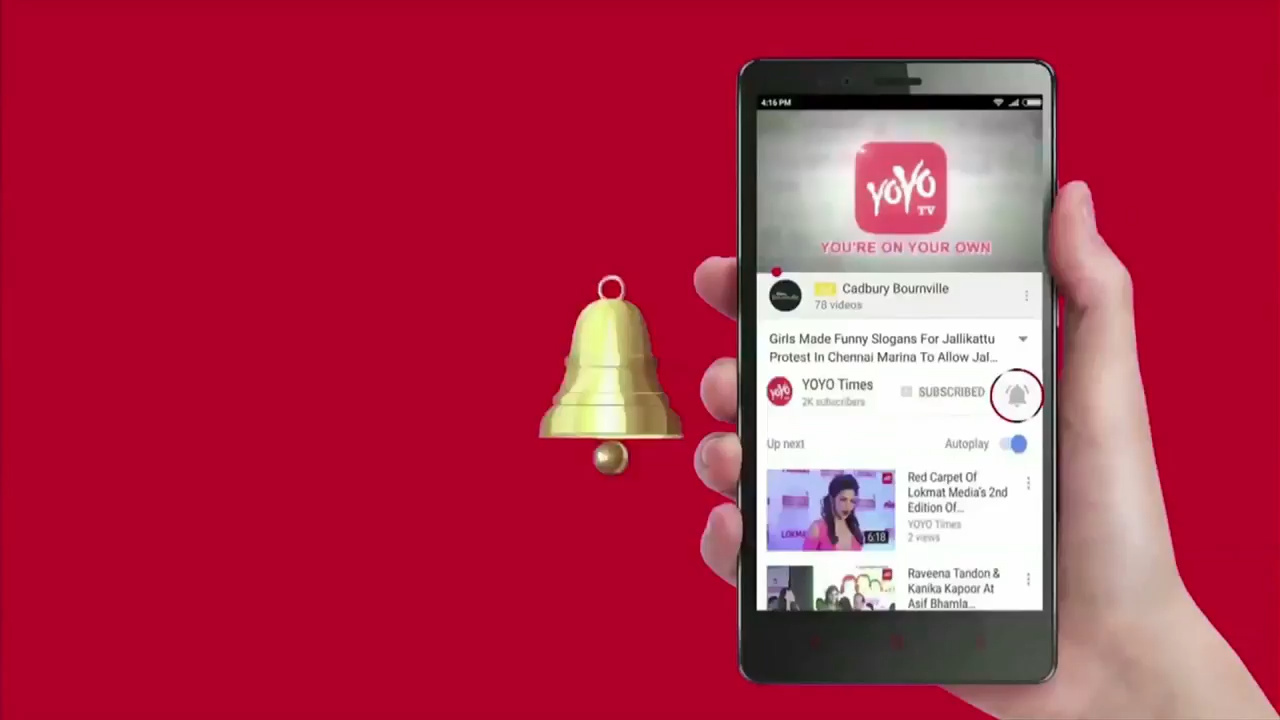 4:16 PM
YOYO
TV
YOU'RE ON YOUR OWN
Cadbury Bournville
78 videos
Girls Made Funny Slogans For Jallikattu
Protest In Chennai Marina To Allow Jal...
YOYO Times
2K subscribers
SUBSCRIBED
Up next
Autoplay
LOKMA
6:18
Red Carpet Of
Lokmat Media's 2nd
Edition Of...
YOYO Times
2 views
Raveena Tandon &
Kanika Kapoor At
Asif Bhamla...